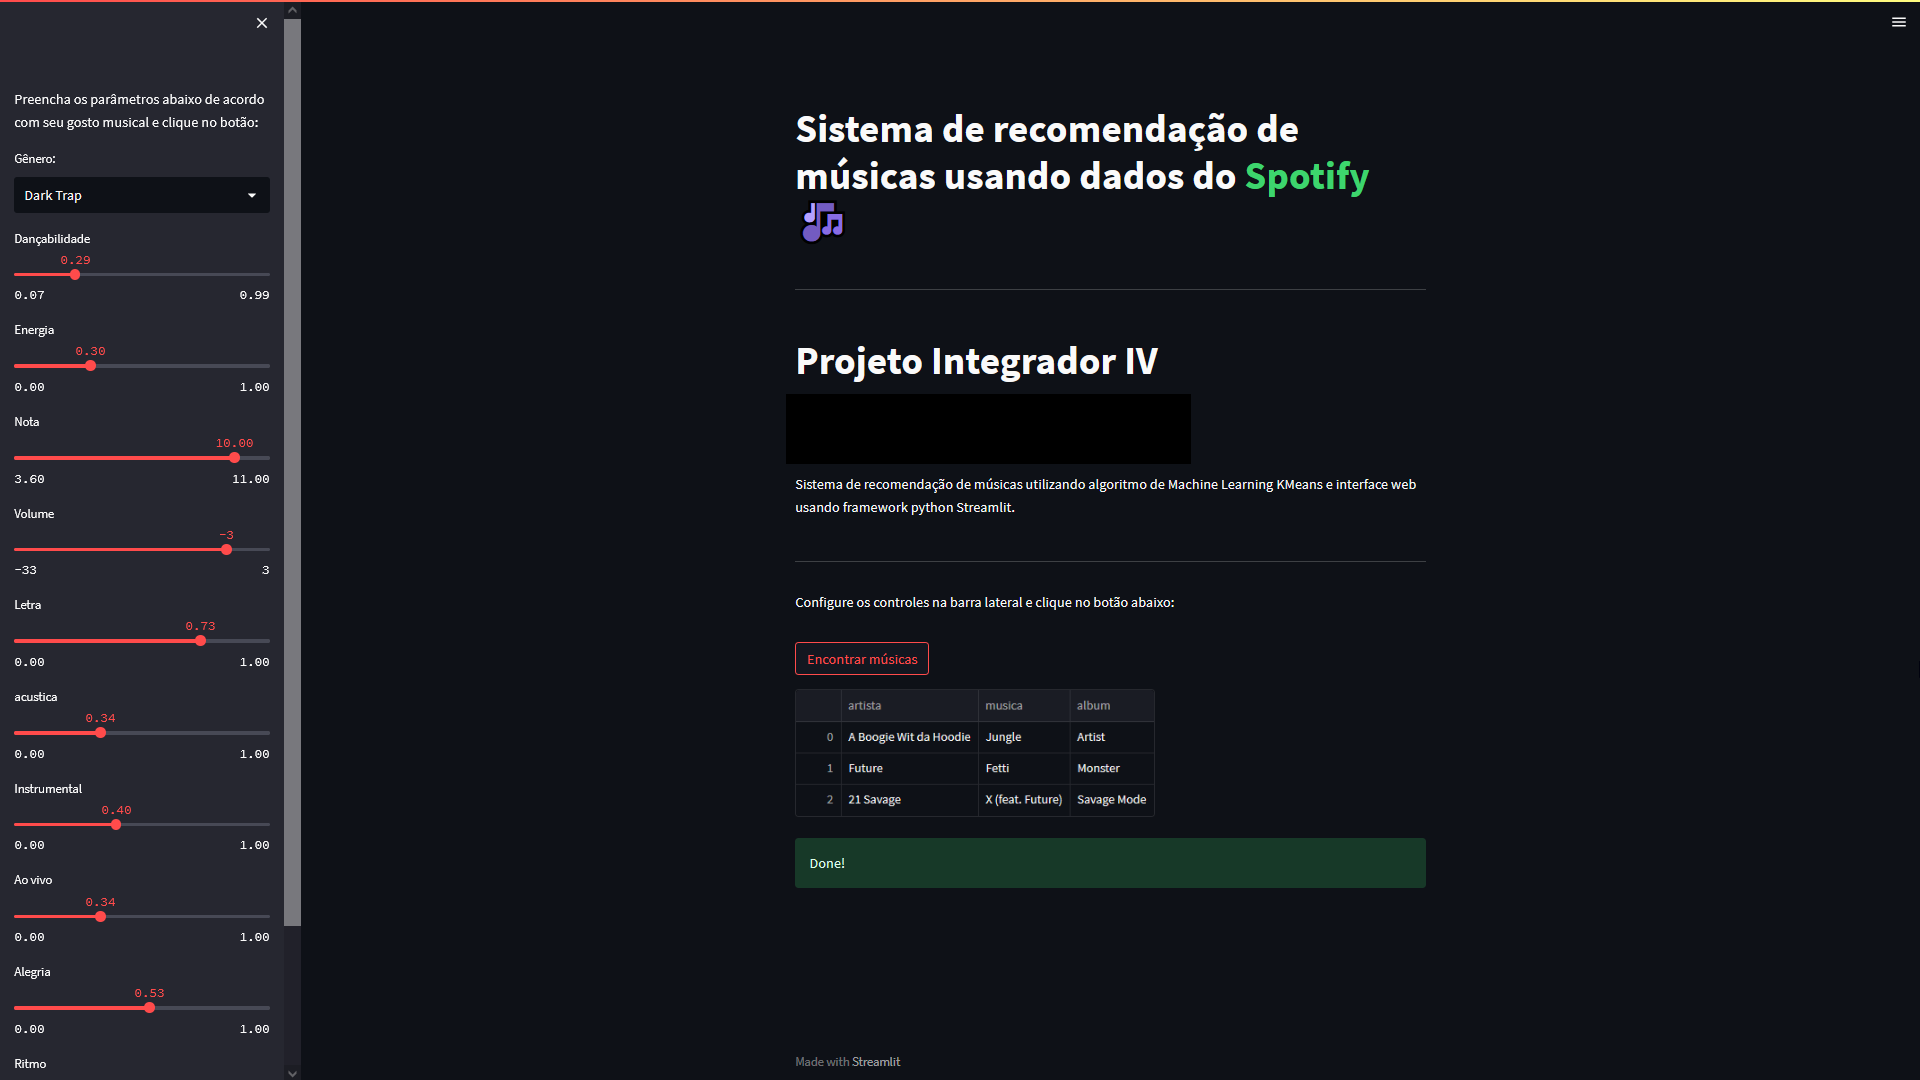 Preencha os parâmetros abaixo de acordo
com seu gosto musical e clique no botão:
Gênero:
Dark Trap
Dançabilidade
0.29
0.07 0.99
Energia
0.30
0.00 1.00
Nota
10.00
3.60 11.00
Volume
-3
-33 3
Letra
0.73
0.00 1.00
acustica
0.34
0.00 1.00
Instrumental
0.40
0.00 1.00
Ao vivo
0.34
0.00 1.00
Alegria
0.53
0.00 1.00
Ritmo
Sistema de recomendação de
músicas usando dados do Spotify
Projeto Integrador IV
Sistema de recomendação de músicas utilizando algoritmo de Machine Learning KMeans e interface web
usando framework python Streamlit.
Configure os controles na barra lateral e clique no botão abaixo:
Encontrar músicas
artista musica album
0 A Boogie Wit da Hoodie Jungle Artist
1 Future Fetti Monster
2 21 Savage X (feat. Future) Savage Mode
Done!
Made with Streamlit